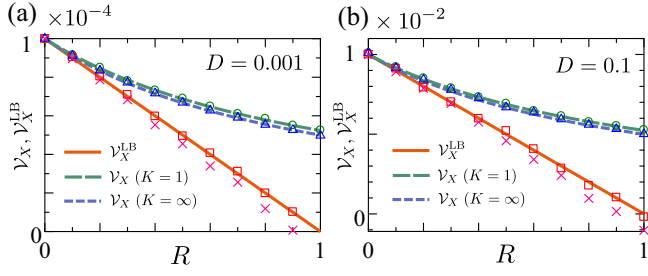 (a) ×10⁻⁴
1
D = 0.001
𝒱_X, 𝒱_X^LB
𝒱_X^LB
𝒱_X (K = 1)
𝒱_X (K = ∞)
0
0 1
R
(b) ×10⁻²
1
D = 0.1
𝒱_X, 𝒱_X^LB
𝒱_X^LB
𝒱_X (K = 1)
𝒱_X (K = ∞)
0
0 1
R